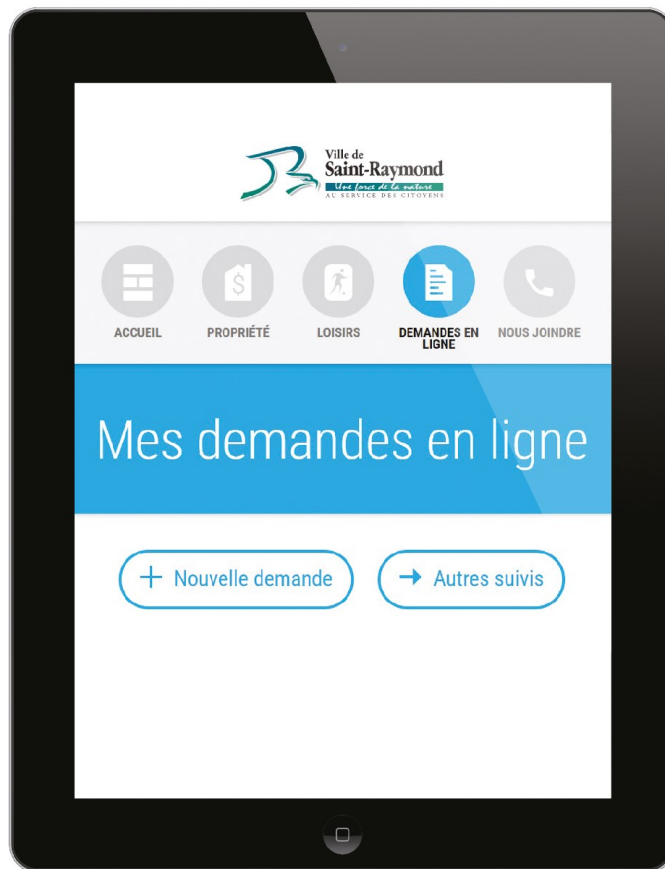 Ville de
Saint-Raymond
Une force de la nature
AU SERVICE DES CITOYENS
ACCUEIL
PROPRIÉTÉ
LOISIRS
DEMANDES EN
LIGNE
NOUS JOINDRE
Mes demandes en ligne
+ Nouvelle demande
→ Autres suivis